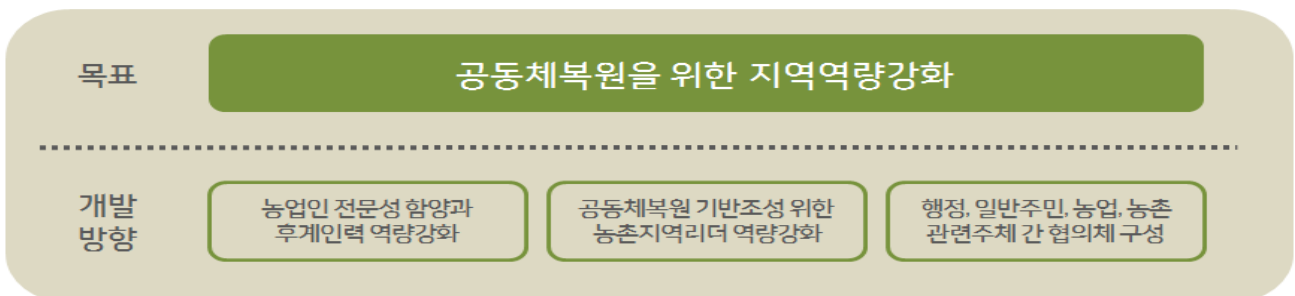 목표
공동체복원을 위한 지역역량강화
개발
방향
농업인 전문성 함양과
후계인력 역량강화
공동체복원 기반조성 위한
농촌지역리더 역량강화
행정, 일반주민, 농업, 농촌
관련주체 간 협의체 구성